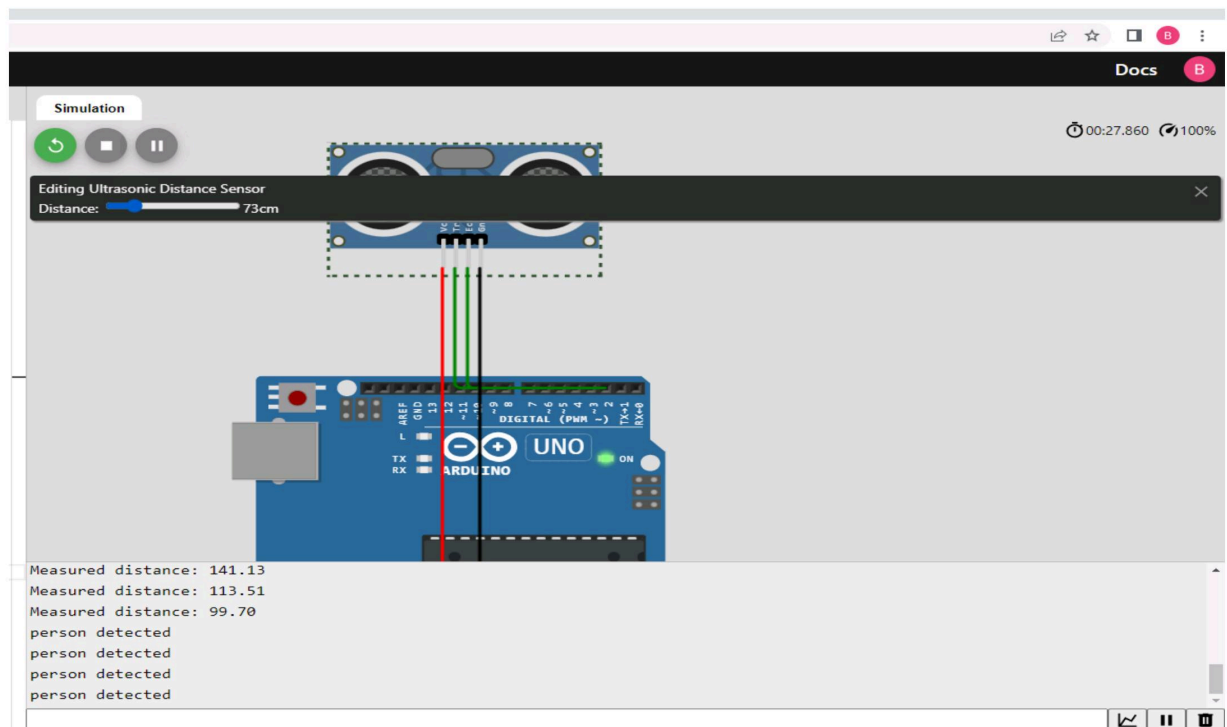 B
Docs B
Simulation
00:27.860 100%
Editing Ultrasonic Distance Sensor
Distance: 73cm
AREF
GND
13
12
~11
~9
8
7
~6
~5
4
~3
2
TX→1
RX←0
DIGITAL (PWM ~)
L
TX
RX
UNO
ON
ARDUINO
Measured distance: 141.13
Measured distance: 113.51
Measured distance: 99.70
person detected
person detected
person detected
person detected